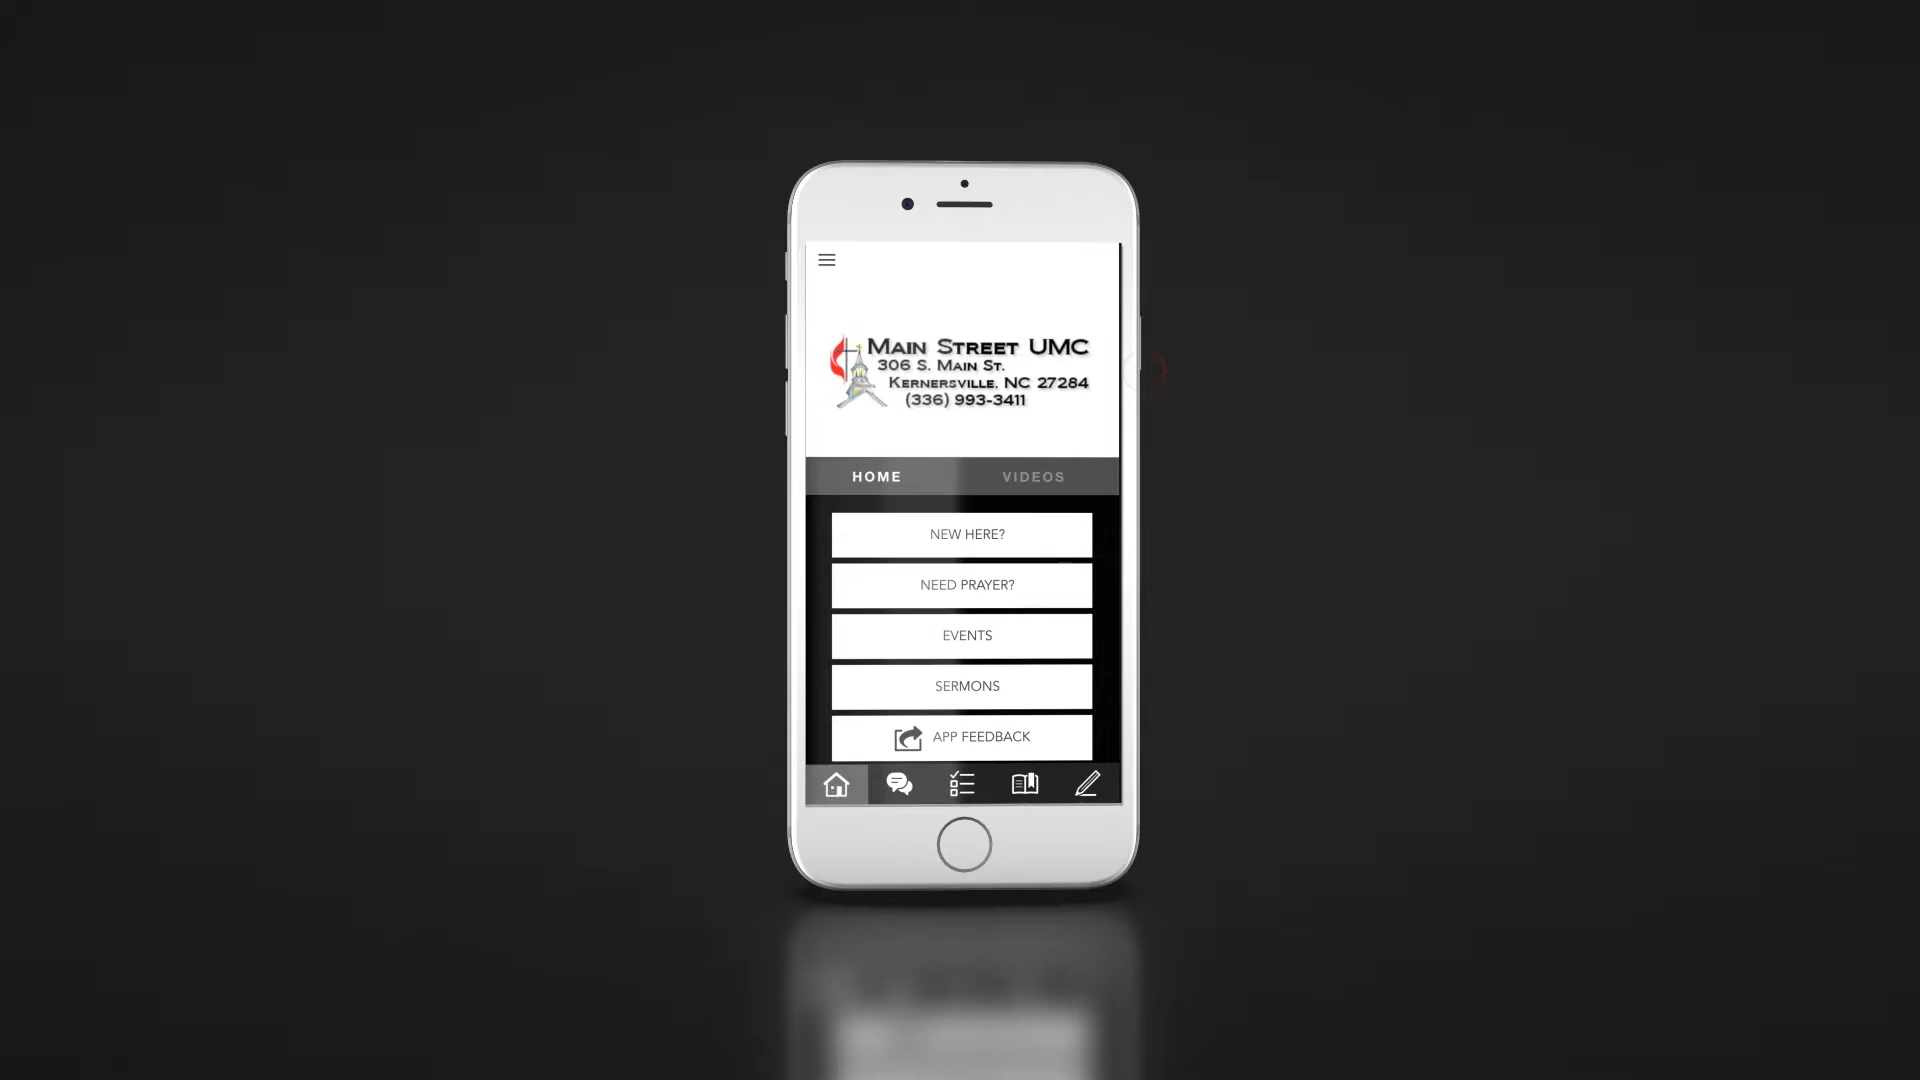 MAIN STREET UMC
306 S. MAIN ST.
KERNERSVILLE, NC 27284
(336) 993-3411
HOME VIDEOS
NEW HERE?
NEED PRAYER?
EVENTS
SERMONS
APP FEEDBACK